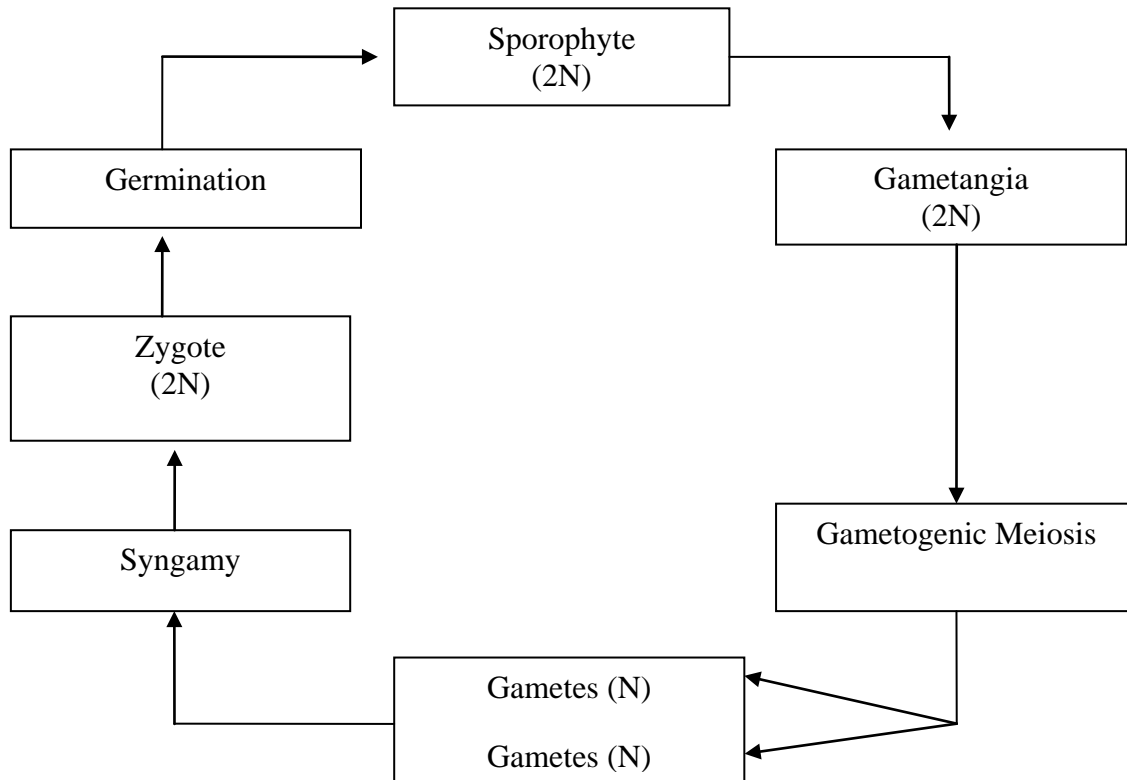 Sporophyte
(2N)
Germination
Gametangia
(2N)
Zygote
(2N)
Gametogenic Meiosis
Syngamy
Gametes (N)
Gametes (N)